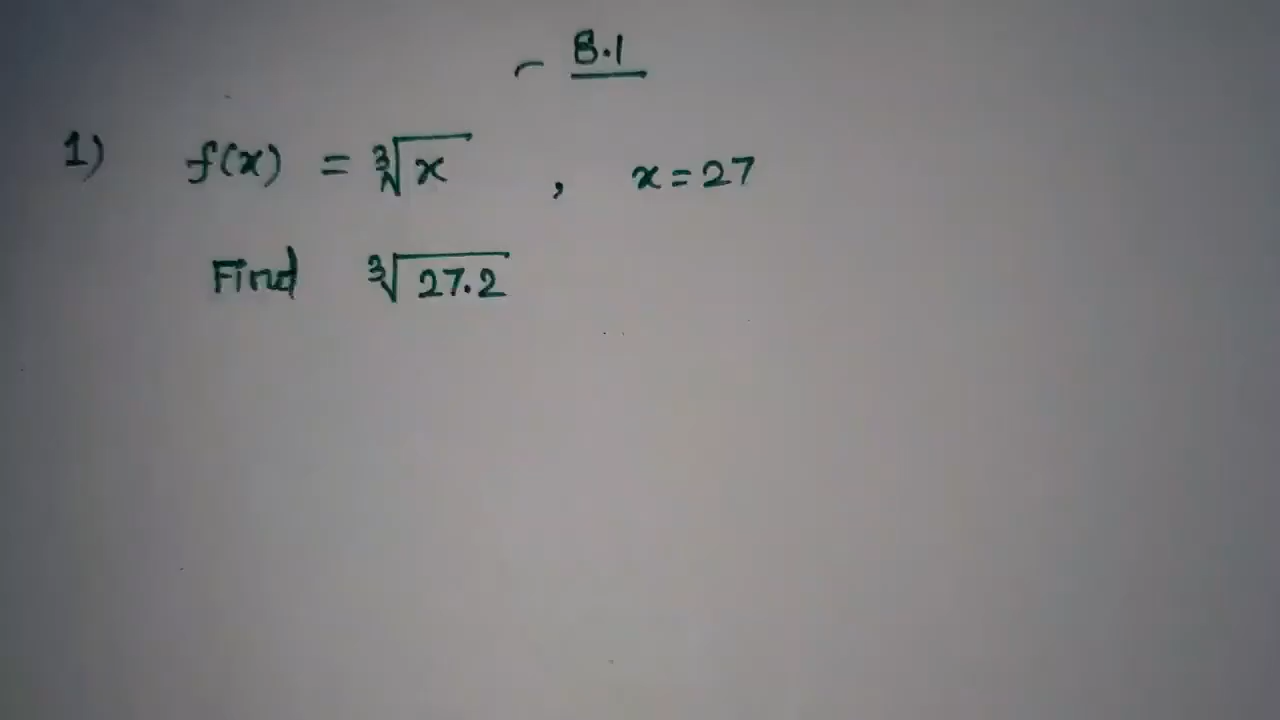 8.1
1) f(x) = ∛x , x = 27
Find ∛27.2